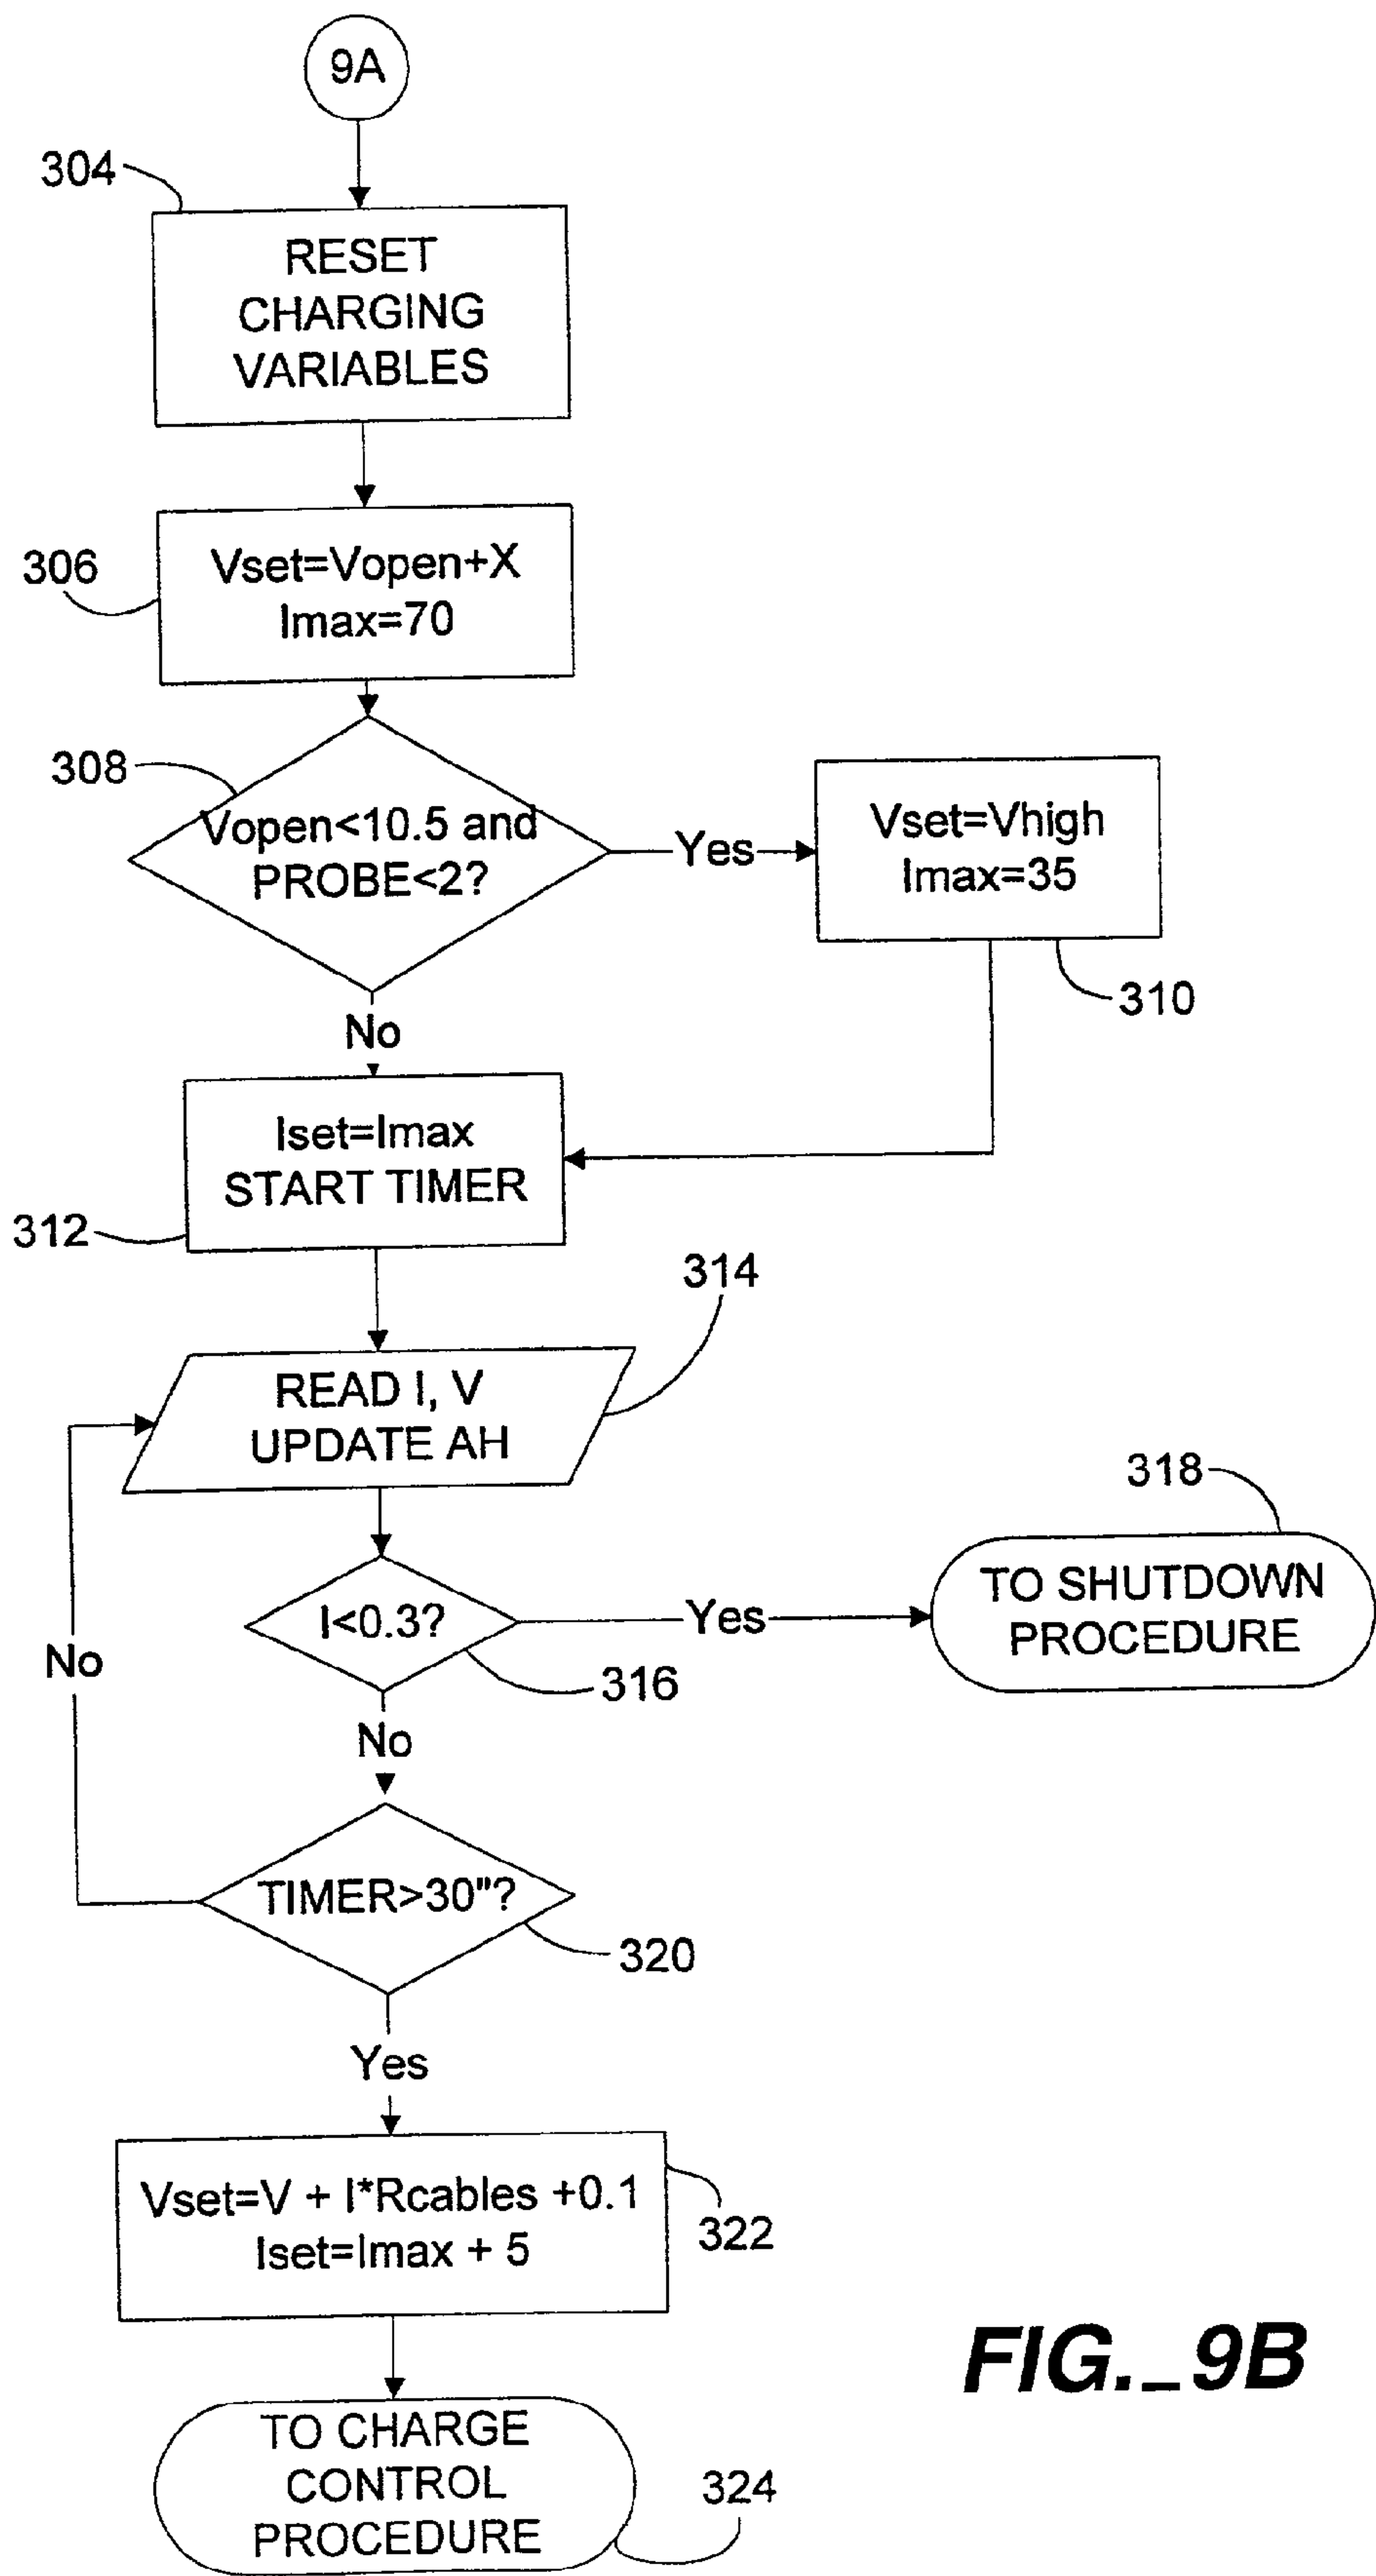 9A
304
RESET
CHARGING
VARIABLES
306
Vset=Vopen+X
Imax=70
308
Vopen<10.5 and
PROBE<2?
Yes
Vset=Vhigh
Imax=35
310
No
Iset=Imax
START TIMER
312
314
READ I, V
UPDATE AH
318
I<0.3?
Yes
TO SHUTDOWN
PROCEDURE
316
No
No
TIMER>30"?
320
Yes
Vset=V + I*Rcables +0.1
Iset=Imax + 5
322
TO CHARGE
CONTROL
PROCEDURE
324
FIG._9B